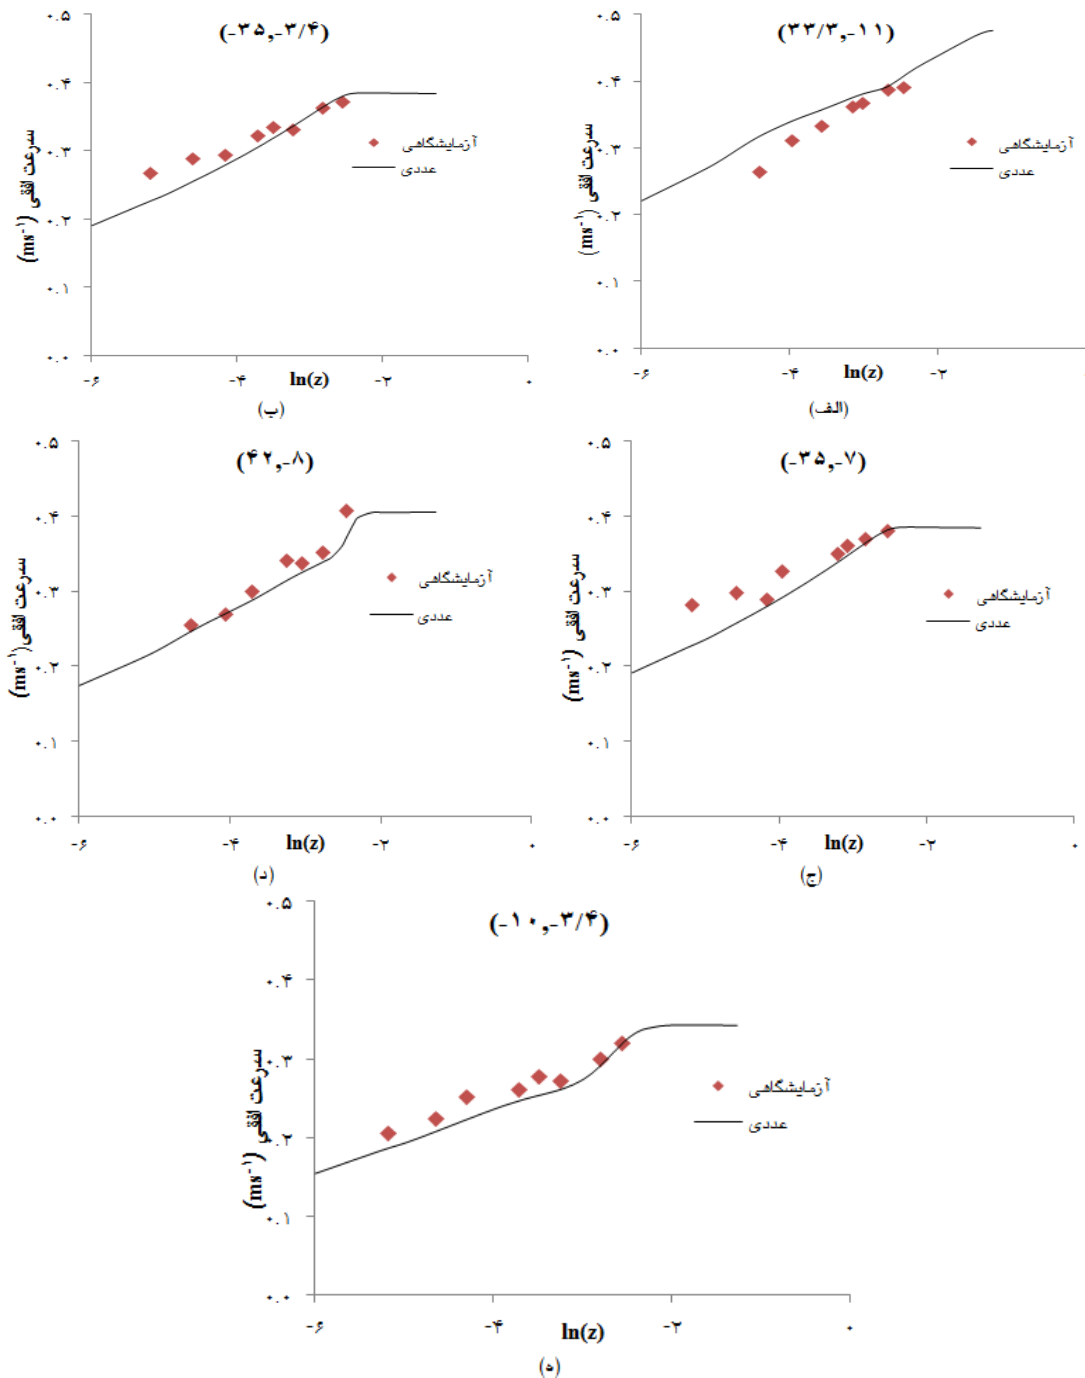 (۳۳/۳,-۱۱)
۰.۵
۰.۴
۰.۳
۰.۲
۰.۱
۰.۰
سرعت افقی (ms⁻¹)
آزمایشگاهی
عددی
-۶
-۴
-۲
۰
ln(z)
(الف)
(-۳۵,-۳/۴)
۰.۵
۰.۴
۰.۳
۰.۲
۰.۱
۰.۰
سرعت افقی (ms⁻¹)
آزمایشگاهی
عددی
-۶
-۴
-۲
۰
ln(z)
(ب)
(-۳۵,-۷)
۰.۵
۰.۴
۰.۳
۰.۲
۰.۱
۰.۰
سرعت افقی (ms⁻¹)
آزمایشگاهی
عددی
-۶
-۴
-۲
۰
ln(z)
(ج)
(۴۲,-۸)
۰.۵
۰.۴
۰.۳
۰.۲
۰.۱
۰.۰
سرعت افقی(ms⁻¹)
آزمایشگاهی
عددی
-۶
-۴
-۲
۰
ln(z)
(د)
(-۱۰,-۳/۴)
۰.۵
۰.۴
۰.۳
۰.۲
۰.۱
۰.۰
سرعت افقی (ms⁻¹)
آزمایشگاهی
عددی
-۶
-۴
-۲
۰
ln(z)
(ه)